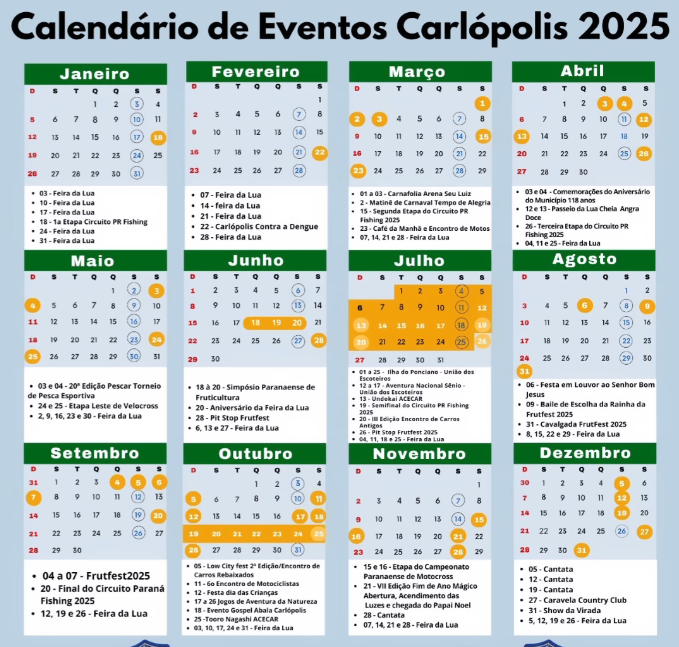 Calendário de Eventos Carlópolis 2025
Janeiro
D S T Q Q S S
1 2 3 4
5 6 7 8 9 10 11
12 13 14 15 16 17 18
19 20 21 22 23 24 25
26 27 28 29 30 31
• 03 - Feira da Lua
• 10 - Feira da Lua
• 17 - Feira da Lua
• 18 - 1a Etapa Circuito PR Fishing
• 24 - Feira da Lua
• 31 - Feira da Lua
Fevereiro
D S T Q Q S S
1
2 3 4 5 6 7 8
9 10 11 12 13 14 15
16 17 18 19 20 21 22
23 24 25 26 27 28
• 07 - Feira da Lua
• 14 - feira da Lua
• 21 - Feira da Lua
• 22 - Carlópolis Contra a Dengue
• 28 - Feira da Lua
Março
D S T Q Q S S
1
2 3 4 5 6 7 8
9 10 11 12 13 14 15
16 17 18 19 20 21 22
23 24 25 26 27 28 29
• 01 a 03 - Carnafolia Arena Seu Luiz
• 2 - Matinê de Carnaval Tempo de Alegria
• 15 - Segunda Etapa do Circuito PR
Fishing 2025
• 23 - Café da Manhã e Encontro de Motos
• 07, 14, 21 e 28 - Feira da Lua
Abril
D S T Q Q S S
1 2 3 4 5
6 7 8 9 10 11 12
13 14 15 16 17 18 19
20 21 22 23 24 25 26
27 28 29 30
• 03 e 04 - Comemorações do Aniversário
do Município 118 anos
• 12 e 13 - Passeio da Lua Cheia Angra
Doce
• 26 - Terceira Etapa do Circuito PR
Fishing 2025
• 04, 11 e 25 - Feira da Lua
Maio
D S T Q Q S S
1 2 3
4 5 6 7 8 9 10
11 12 13 14 15 16 17
18 19 20 21 22 23 24
25 26 27 28 29 30 31
• 03 e 04 - 20ª Edição Pescar Torneio
de Pesca Esportiva
• 24 e 25 - Etapa Leste de Velocross
• 2, 9, 16, 23 e 30 - Feira da Lua
Junho
D S T Q Q S S
1 2 3 4 5 6 7
8 9 10 11 12 13 14
15 16 17 18 19 20 21
22 23 24 25 26 27 28
29 30
• 18 à 20 - Simpósio Paranaense de
Fruticultura
• 20 - Aniversário da Feira da Lua
• 28 - Pit Stop Frutfest
• 6, 13 e 27 - Feira da Lua
Julho
D S T Q Q S S
1 2 3 4 5
6 7 8 9 10 11 12
13 14 15 16 17 18 19
20 21 22 23 24 25 26
27 28 29 30 31
• 01 a 25 - Ilha do Ponciano - União dos
Escoteiros
• 12 a 17 - Aventura Nacional Sênio -
União dos Escoteiros
• 13 - Undekai ACECAR
• 19 - Semifinal do Circuito PR Fishing
2025
• 20 - III Edição Encontro de Carros
Antigos
• 26 - Pit Stop Frutfest 2025
• 04, 11, 18 e 25 - Feira da Lua
Agosto
D S T Q Q S S
1 2
3 4 5 6 7 8 9
10 11 12 13 14 15 16
17 18 19 20 21 22 23
24 25 26 27 28 29 30
31
• 06 - Festa em Louvor ao Senhor Bom
Jesus
• 09 - Baile de Escolha da Rainha da
Frutfest 2025
• 31 - Cavalgada FrutFest 2025
• 8, 15, 22 e 29 - Feira da Lua
Setembro
D S T Q Q S S
31 1 2 3 4 5 6
7 8 9 10 11 12 13
14 15 16 17 18 19 20
21 22 23 24 25 26 27
28 29 30
• 04 a 07 - Frutfest2025
• 20 - Final do Circuito Paraná
Fishing 2025
• 12, 19 e 26 - Feira da Lua
Outubro
D S T Q Q S S
1 2 3 4
5 6 7 8 9 10 11
12 13 14 15 16 17 18
19 20 21 22 23 24 25
26 27 28 29 30 31
• 05 - Low City fest 2ª Edição/Encontro de
Carros Rebaixados
• 11 - 6o Encontro de Motociclistas
• 12 - Festa dia das Crianças
• 17 a 26 Jogos de Aventura da Natureza
• 18 - Evento Gospel Abala Carlópolis
• 25 -Tooro Nagashi ACECAR
• 03, 10, 17, 24 e 31 - Feira da Lua
Novembro
D S T Q Q S S
1
2 3 4 5 6 7 8
9 10 11 12 13 14 15
16 17 18 19 20 21 22
23 24 25 26 27 28 29
• 15 e 16 - Etapa do Campeonato
Paranaense de Motocross
• 21 - VII Edição Fim de Ano Mágico
Abertura, Acendimento das
Luzes e chegada do Papai Noel
• 28 - Cantata
• 07, 14, 21 e 28 - Feira da Lua
Dezembro
D S T Q Q S S
30 1 2 3 4 5 6
7 8 9 10 11 12 13
14 15 16 17 18 19 20
21 22 23 24 25 26 27
28 29 30 31
• 05 - Cantata
• 12 - Cantata
• 19 - Cantata
• 27 - Caravela Country Club
• 31 - Show da Virada
• 5, 12, 19 e 26 - Feira da Lua